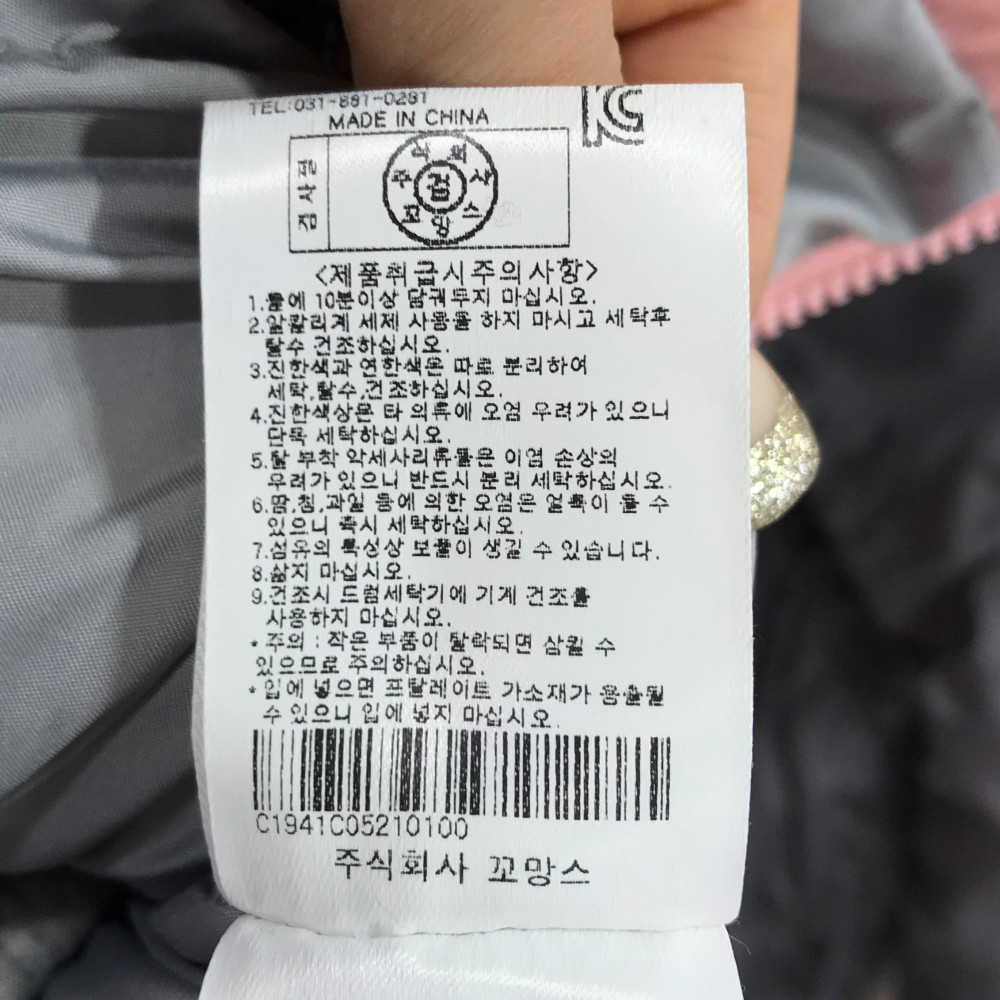 TEL:031-881-0281
MADE IN CHINA
검사필
주식회사
검
꼬망스
<제품취급시주의사항>
1.물에 10분이상 담궈두지 마십시오.
2.알칼리계 세제 사용을 하지 마시고 세탁후
탈수 건조하십시오.
3.진한색과 연한색은 따로 분리하여
세탁,탈수,건조하십시오.
4.진한색상은 타 의류에 오염 우려가 있으니
단독 세탁하십시오.
5.탈 부착 악세사리류들은 이염 손상의
우려가 있으니 반드시 분리 세탁하십시오.
6.땀,침,과일 등에 의한 오염은 얼룩이 될 수
있으니 즉시 세탁하십시오.
7.섬유의 특성상 보풀이 생길 수 있습니다.
8.삶지 마십시오.
9.건조시 드럼세탁기에 기계 건조를
사용하지 마십시오.
* 주의 : 작은 부품이 탈락되면 삼킬 수
있으므로 주의하십시오.
* 입에 넣으면 프탈레이트 가소재가 용출될
수 있으니 입에 넣지 마십시오.
C1941C05210100
주식회사 꼬망스